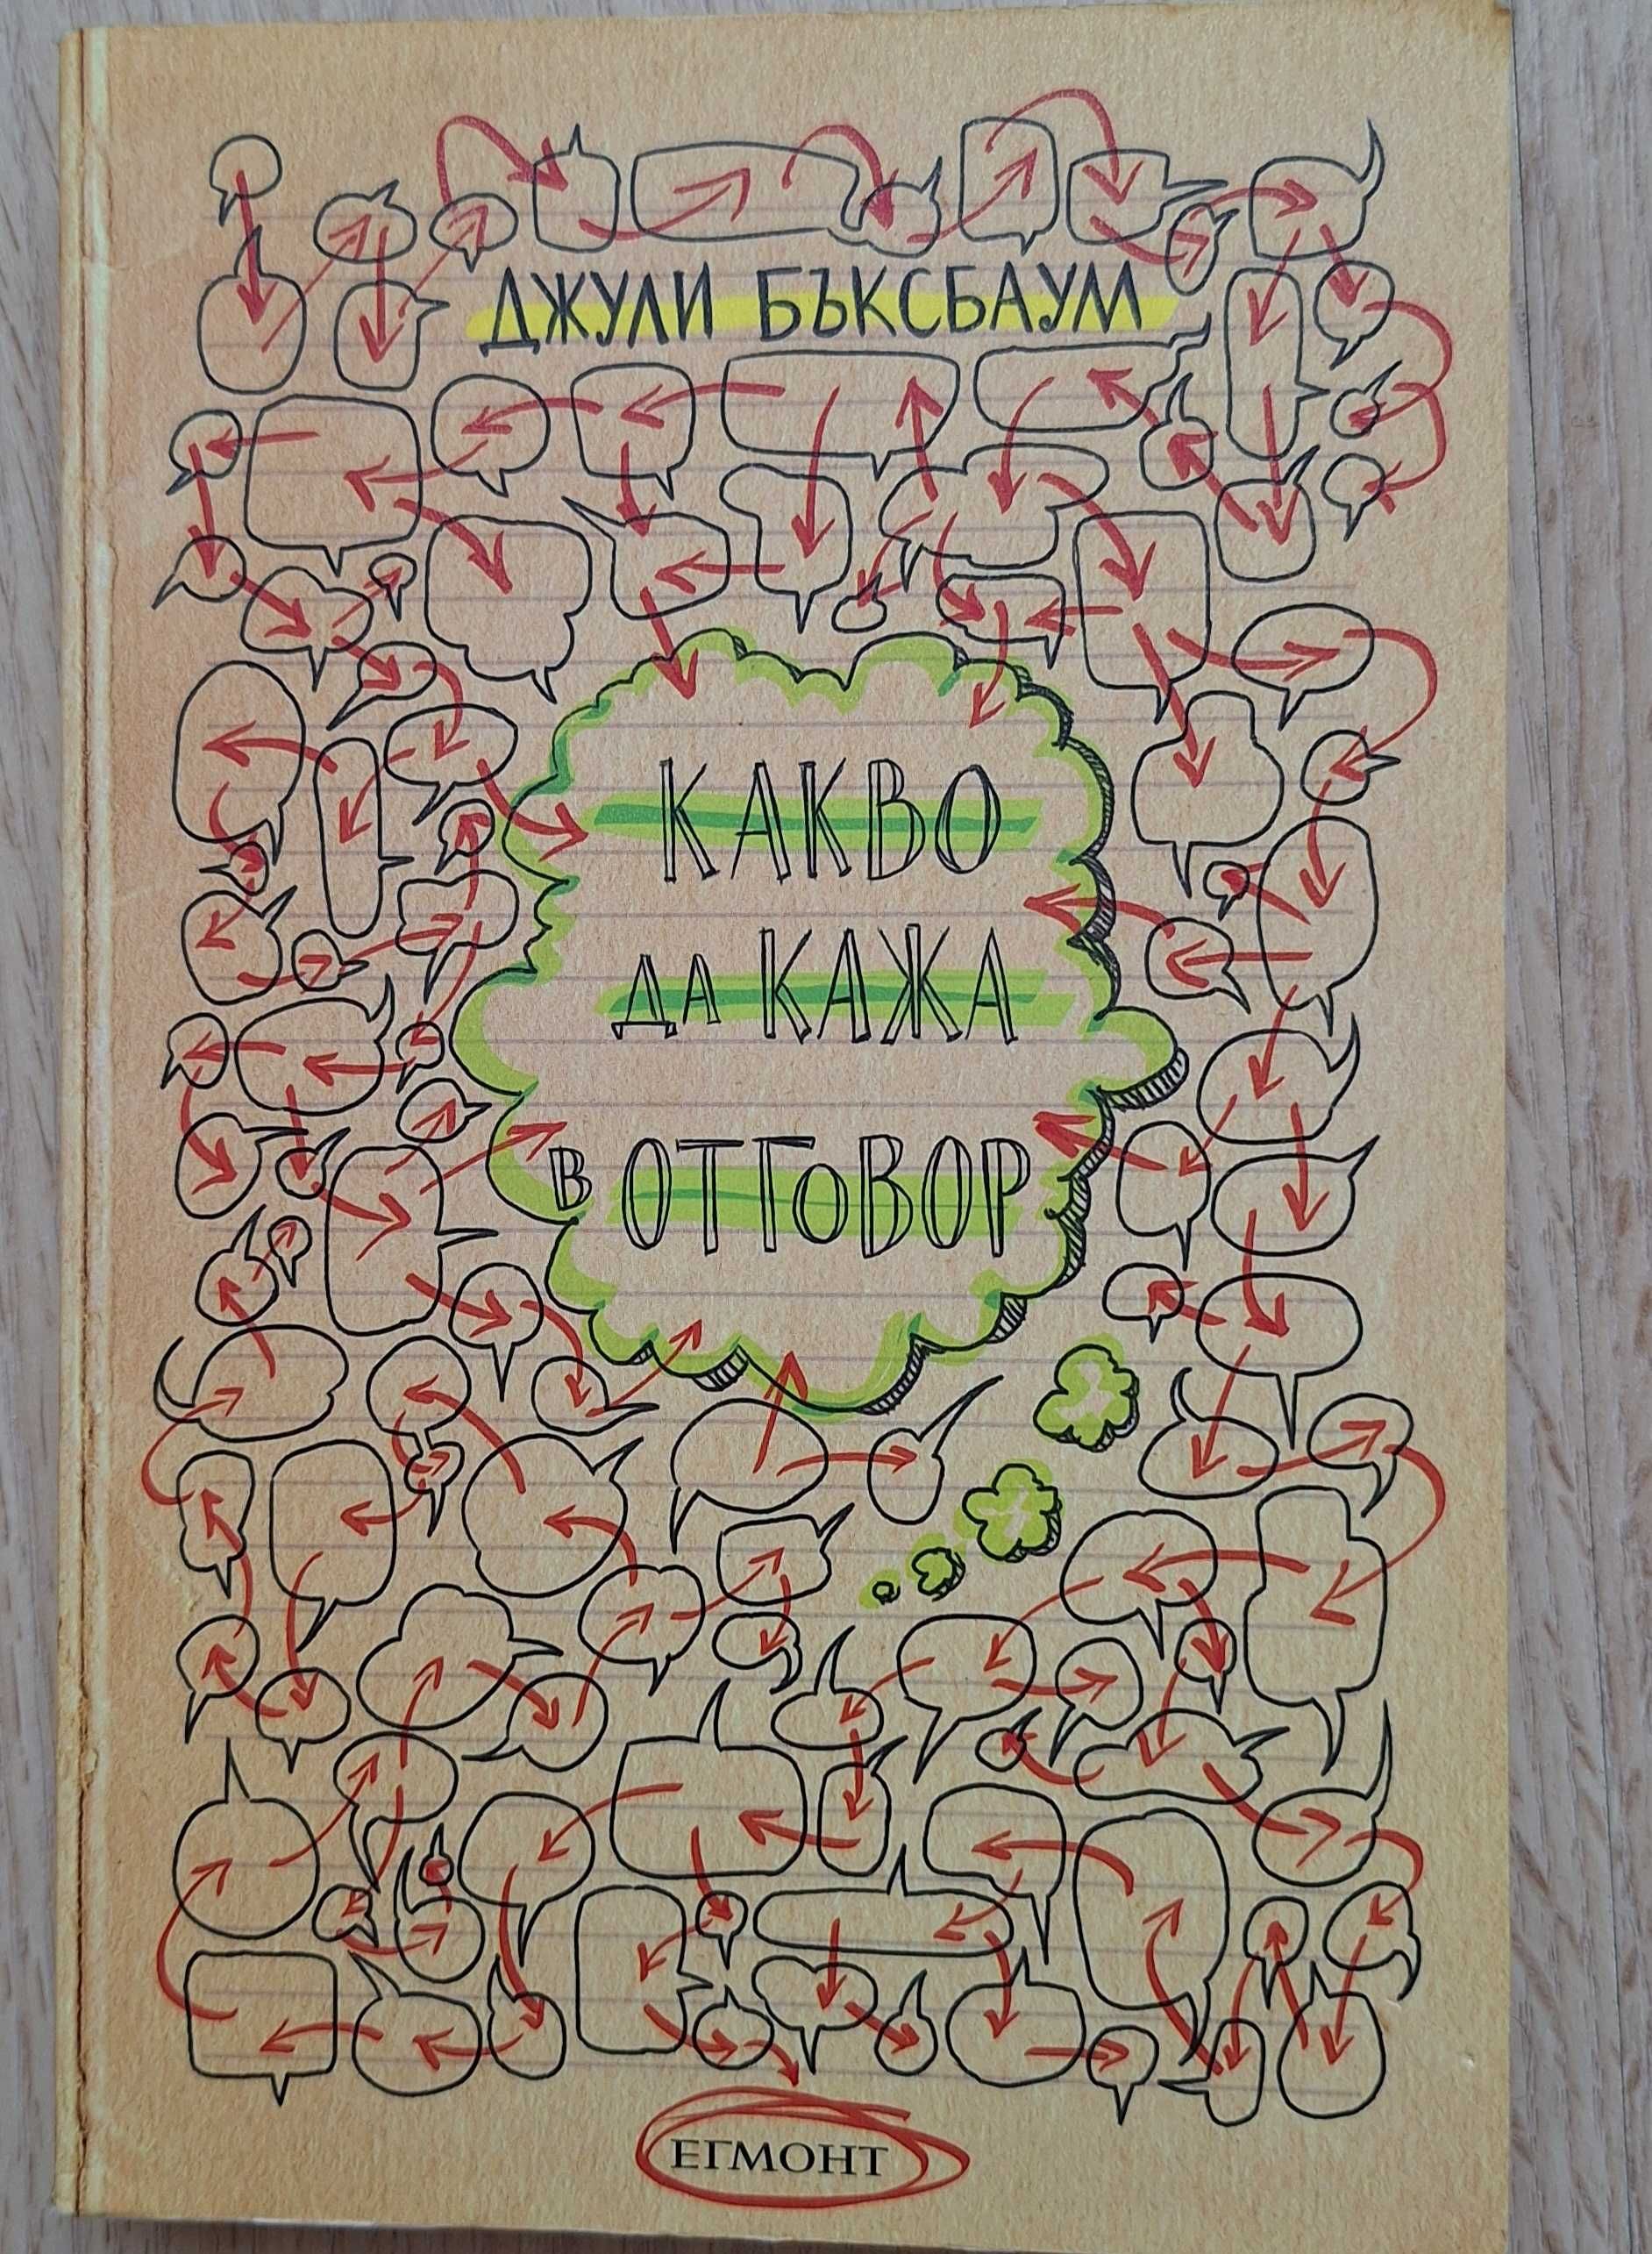 ДЖУЛИ БЪКСБАУМ
КАКВО
ДА КАЖА
В ОТГОВОР
ЕГМОНТ